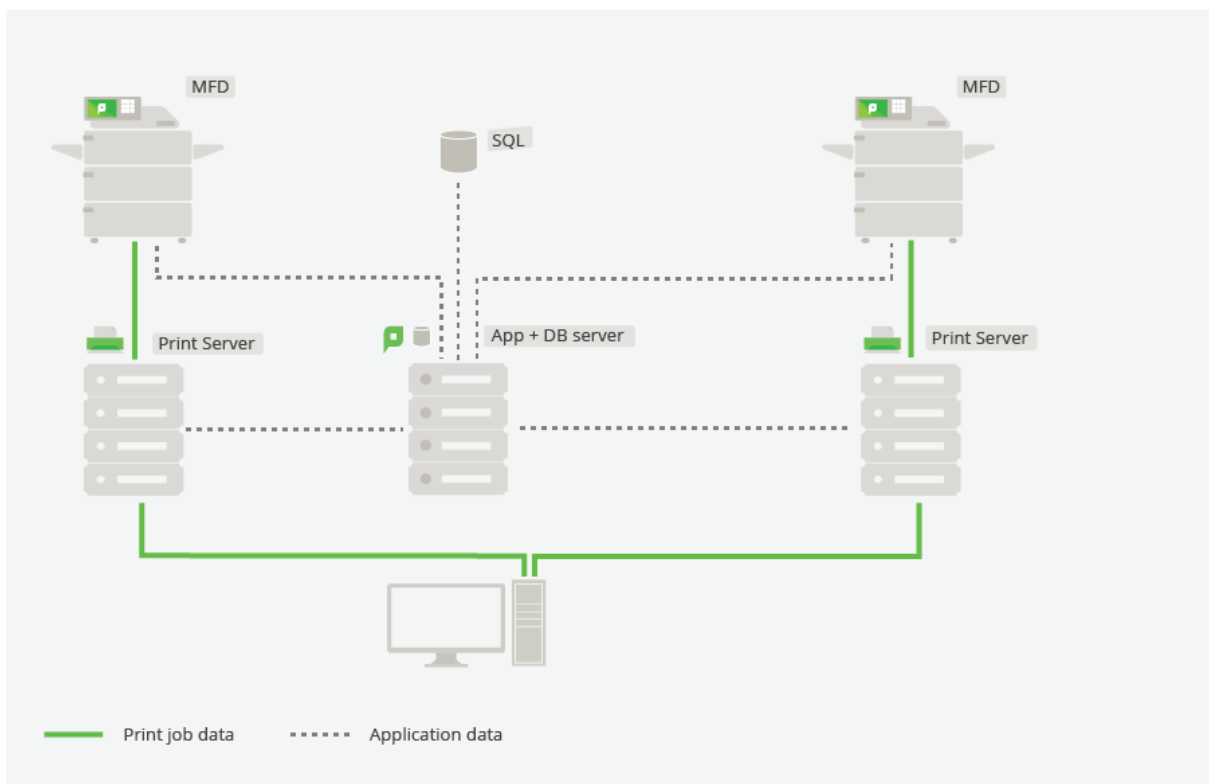 MFD
MFD
SQL
Print Server
App + DB server
Print Server
Print job data
Application data